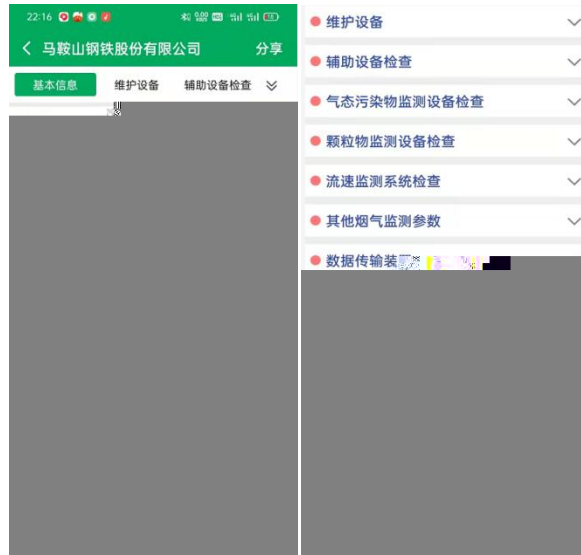 22:16
马鞍山钢铁股份有限公司 分享
基本信息 维护设备 辅助设备检查
维护设备
辅助设备检查
气态污染物监测设备检查
颗粒物监测设备检查
流速监测系统检查
其他烟气监测参数
数据传输装